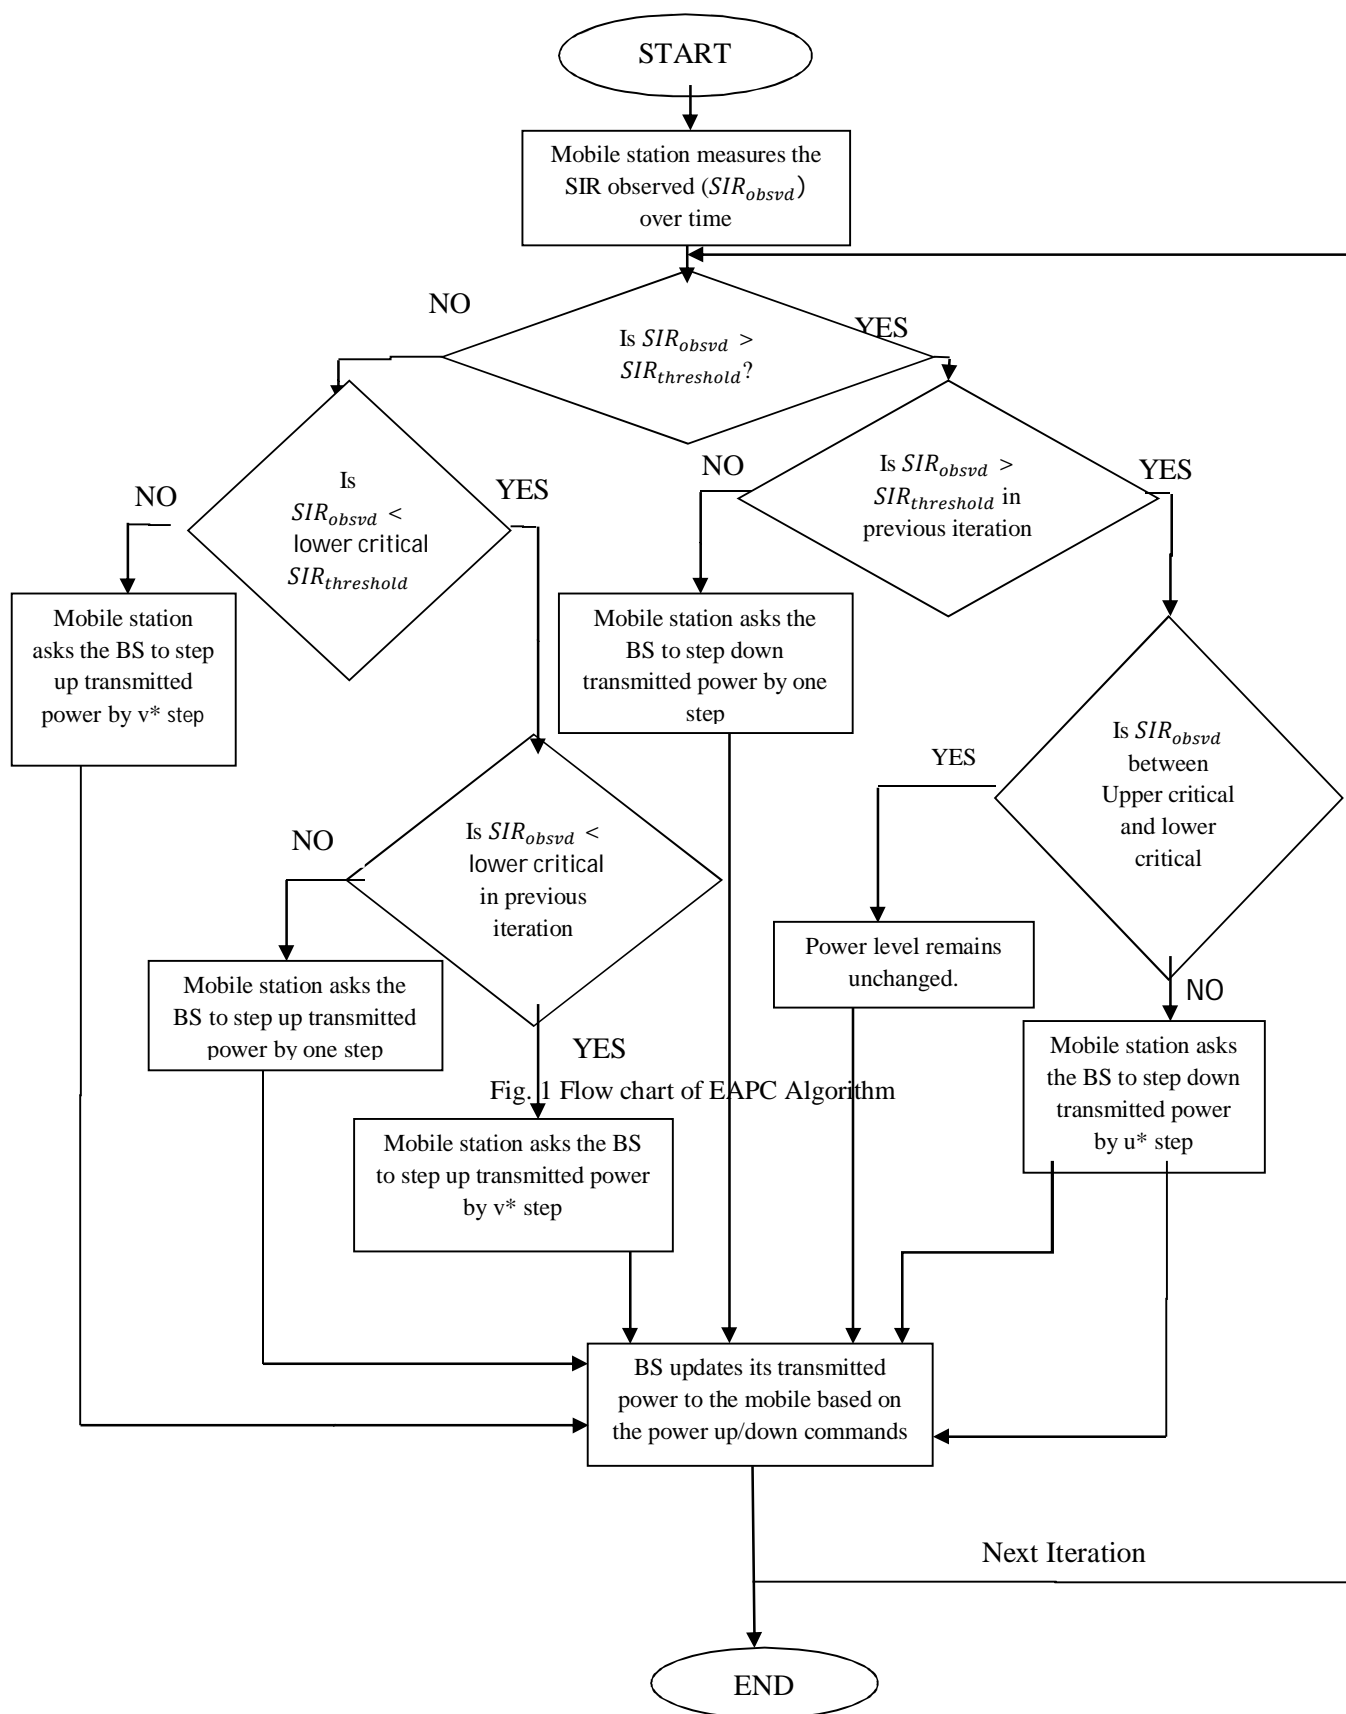 START
Mobile station measures the
SIR observed (SIR_obsvd)
over time
NO
YES
Is SIR_obsvd >
SIR_threshold?
NO
Is
SIR_obsvd <
lower critical
SIR_threshold
YES
NO
Is SIR_obsvd >
SIR_threshold in
previous iteration
YES
Mobile station
asks the BS to step
up transmitted
power by v* step
Mobile station asks the
BS to step down
transmitted power by one
step
Is SIR_obsvd
between
Upper critical
and lower
critical
YES
NO
Is SIR_obsvd <
lower critical
in previous
iteration
Power level remains
unchanged.
NO
Mobile station asks the
BS to step up transmitted
power by one step
YES
Mobile station asks
the BS to step down
transmitted power
by u* step
Fig. 1 Flow chart of EAPC Algorithm
Mobile station asks the BS
to step up transmitted power
by v* step
BS updates its transmitted
power to the mobile based on
the power up/down commands
Next Iteration
END